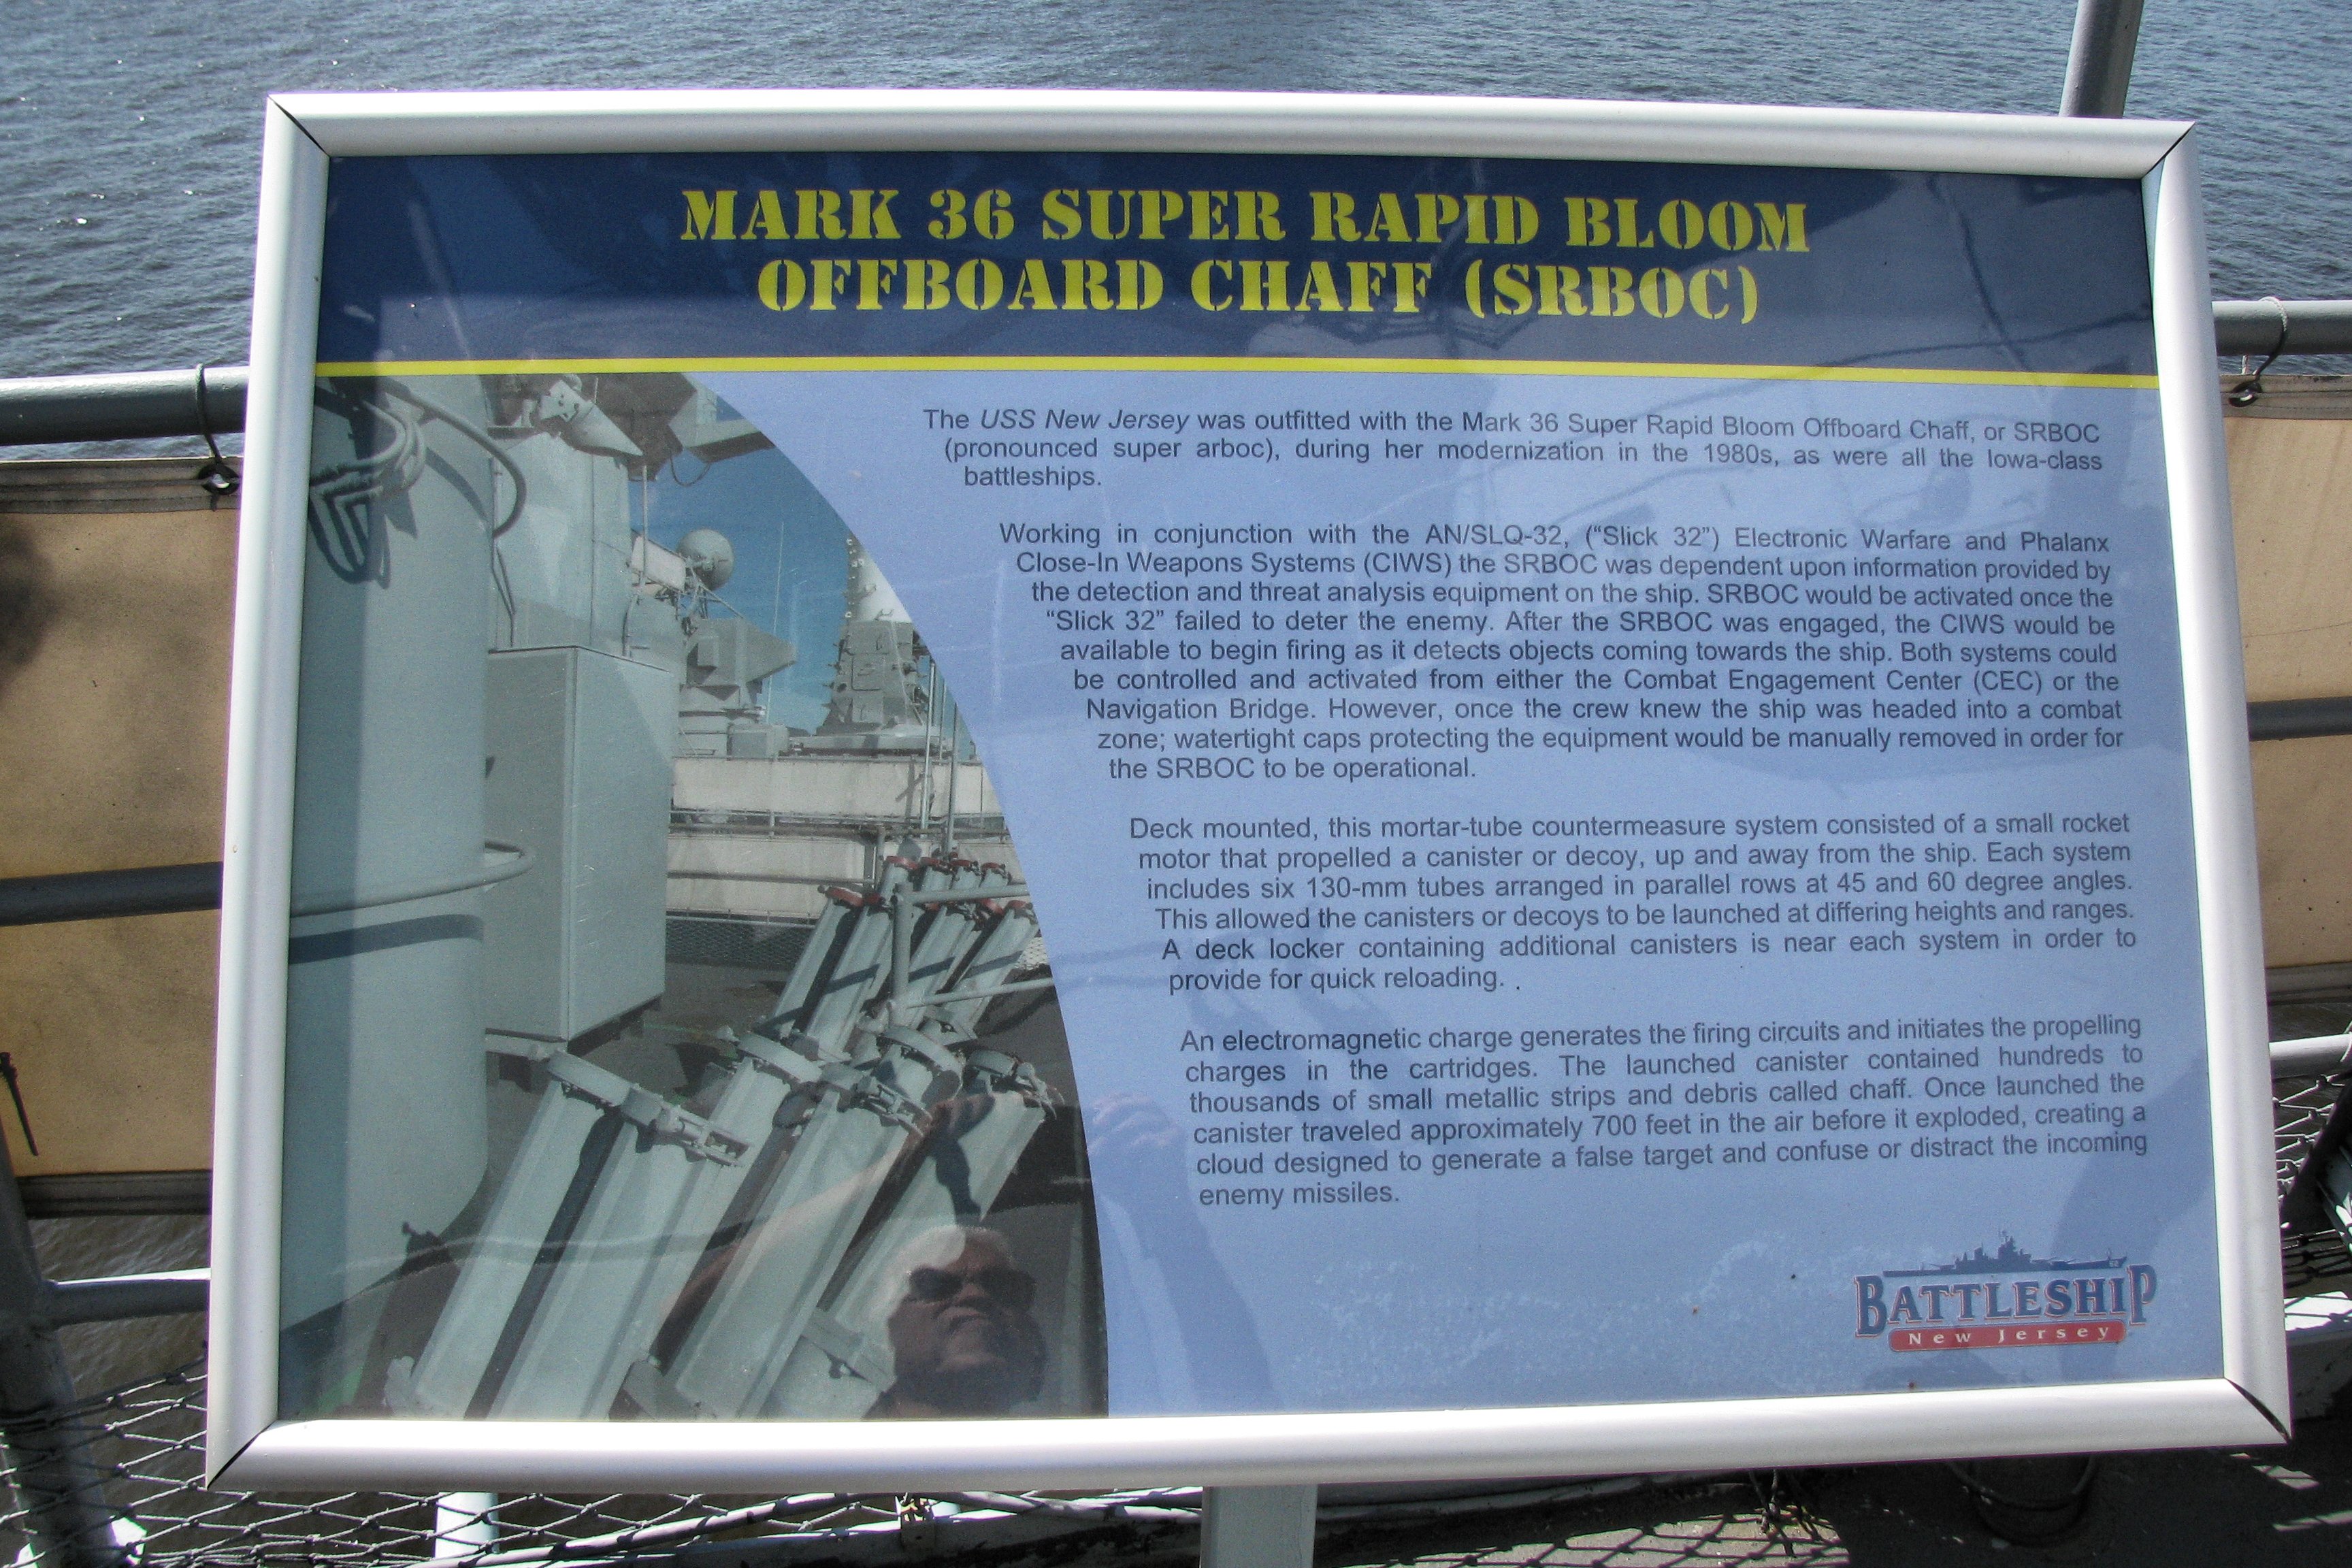 MARK 36 SUPER RAPID BLOOM
OFFBOARD CHAFF (SRBOC)
The USS New Jersey was outfitted with the Mark 36 Super Rapid Bloom Offboard Chaff, or SRBOC
(pronounced super arboc), during her modernization in the 1980s, as were all the Iowa-class
battleships.
Working in conjunction with the AN/SLQ-32, (“Slick 32”) Electronic Warfare and Phalanx
Close-In Weapons Systems (CIWS) the SRBOC was dependent upon information provided by
the detection and threat analysis equipment on the ship. SRBOC would be activated once the
“Slick 32” failed to deter the enemy. After the SRBOC was engaged, the CIWS would be
available to begin firing as it detects objects coming towards the ship. Both systems could
be controlled and activated from either the Combat Engagement Center (CEC) or the
Navigation Bridge. However, once the crew knew the ship was headed into a combat
zone; watertight caps protecting the equipment would be manually removed in order for
the SRBOC to be operational.
Deck mounted, this mortar-tube countermeasure system consisted of a small rocket
motor that propelled a canister or decoy, up and away from the ship. Each system
includes six 130-mm tubes arranged in parallel rows at 45 and 60 degree angles.
This allowed the canisters or decoys to be launched at differing heights and ranges.
A deck locker containing additional canisters is near each system in order to
provide for quick reloading. .
An electromagnetic charge generates the firing circuits and initiates the propelling
charges in the cartridges. The launched canister contained hundreds to
thousands of small metallic strips and debris called chaff. Once launched the
canister traveled approximately 700 feet in the air before it exploded, creating a
cloud designed to generate a false target and confuse or distract the incoming
enemy missiles.
BATTLESHIP
New Jersey